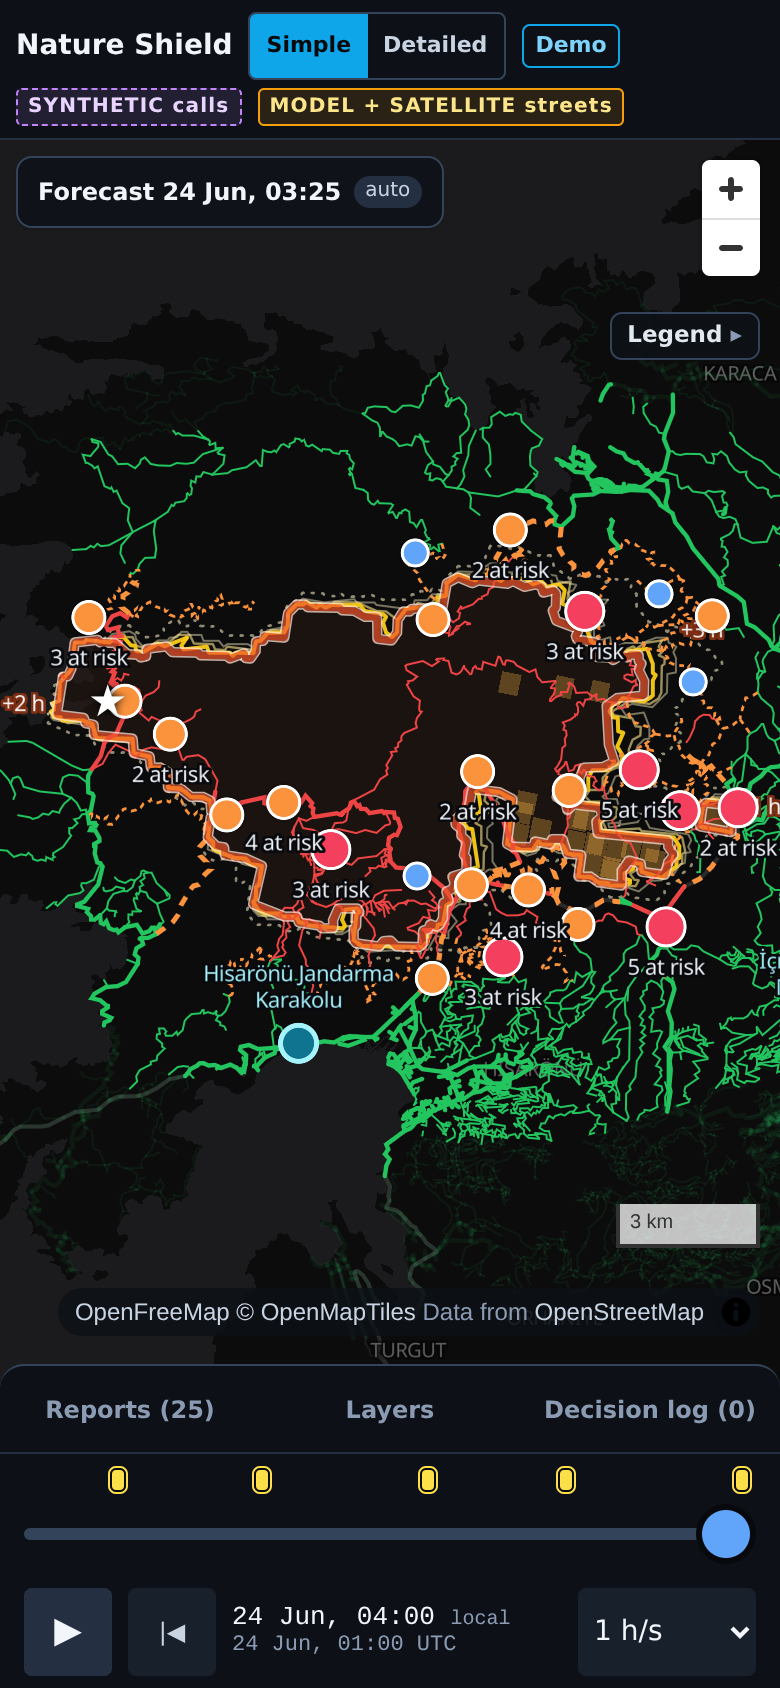 Nature Shield
Simple
Detailed
Demo
SYNTHETIC calls
MODEL + SATELLITE streets
Forecast 24 Jun, 03:25 auto
+
−
Legend ▸
KARACA
2 at risk
3 at risk
+3 h
3 at risk
+2 h
2 at risk
2 at risk
5 at risk
h
4 at risk
2 at risk
3 at risk
4 at risk
5 at risk
İç
Hisarönü Jandarma
Karakolu
3 at risk
3 km
OSM
OpenFreeMap © OpenMapTiles Data from OpenStreetMap
TURGUT
Reports (25)
Layers
Decision log (0)
24 Jun, 04:00 local
24 Jun, 01:00 UTC
1 h/s